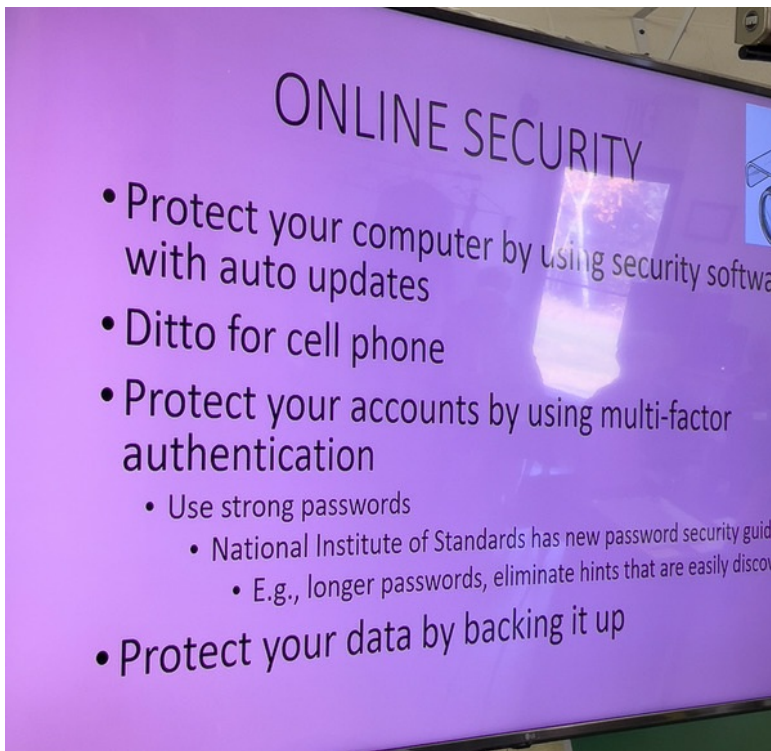 ONLINE SECURITY
• Protect your computer by using security
with auto updates
• Ditto for cell phone
• Protect your accounts by using multi-factor
authentication
• Use strong passwords
• National Institute of Standards has new password security
• E.g., longer passwords, eliminate hints that are easily
• Protect your data by backing it up